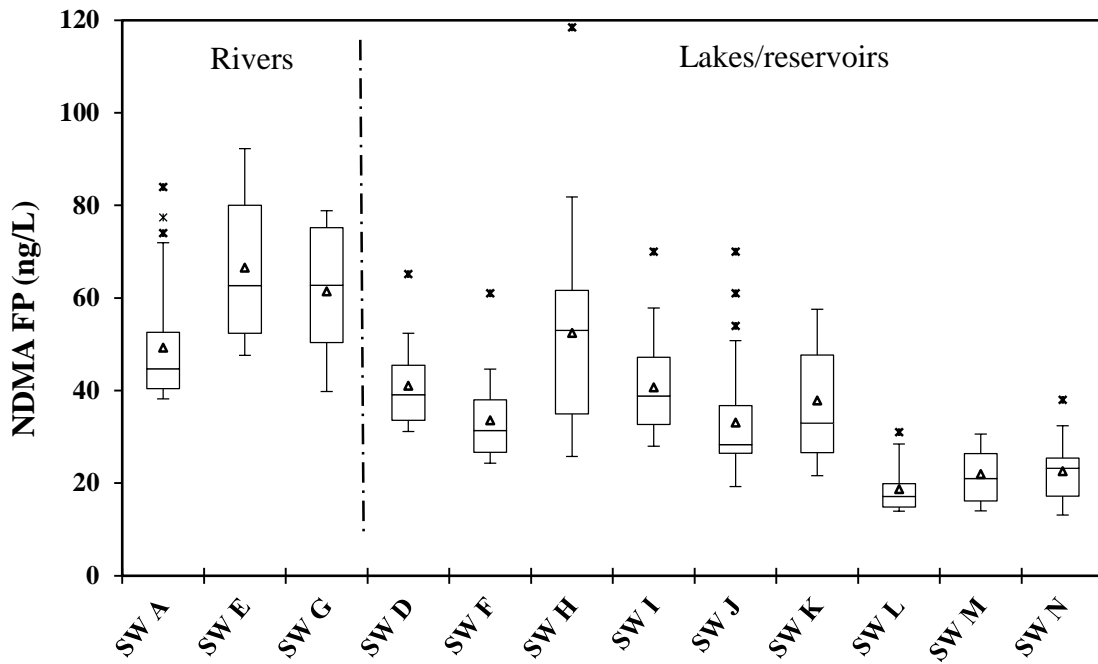 Rivers
Lakes/reservoirs
NDMA FP (ng/L)
120
100
80
60
40
20
0
SW A
SW E
SW G
SW D
SW F
SW H
SW I
SW J
SW K
SW L
SW M
SW N